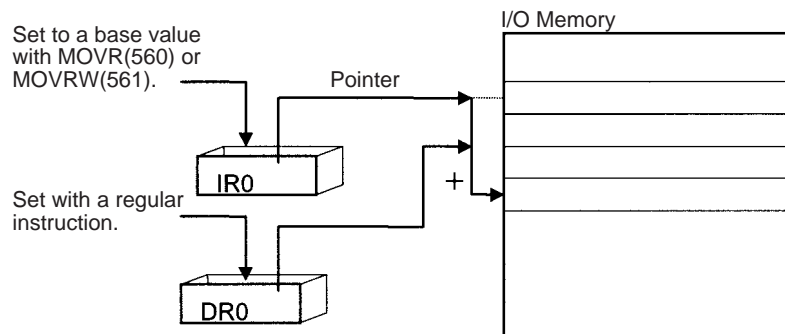 I/O Memory
Set to a base value
with MOVR(560) or
MOVRW(561).
Pointer
IR0
Set with a regular
instruction.
+
DR0